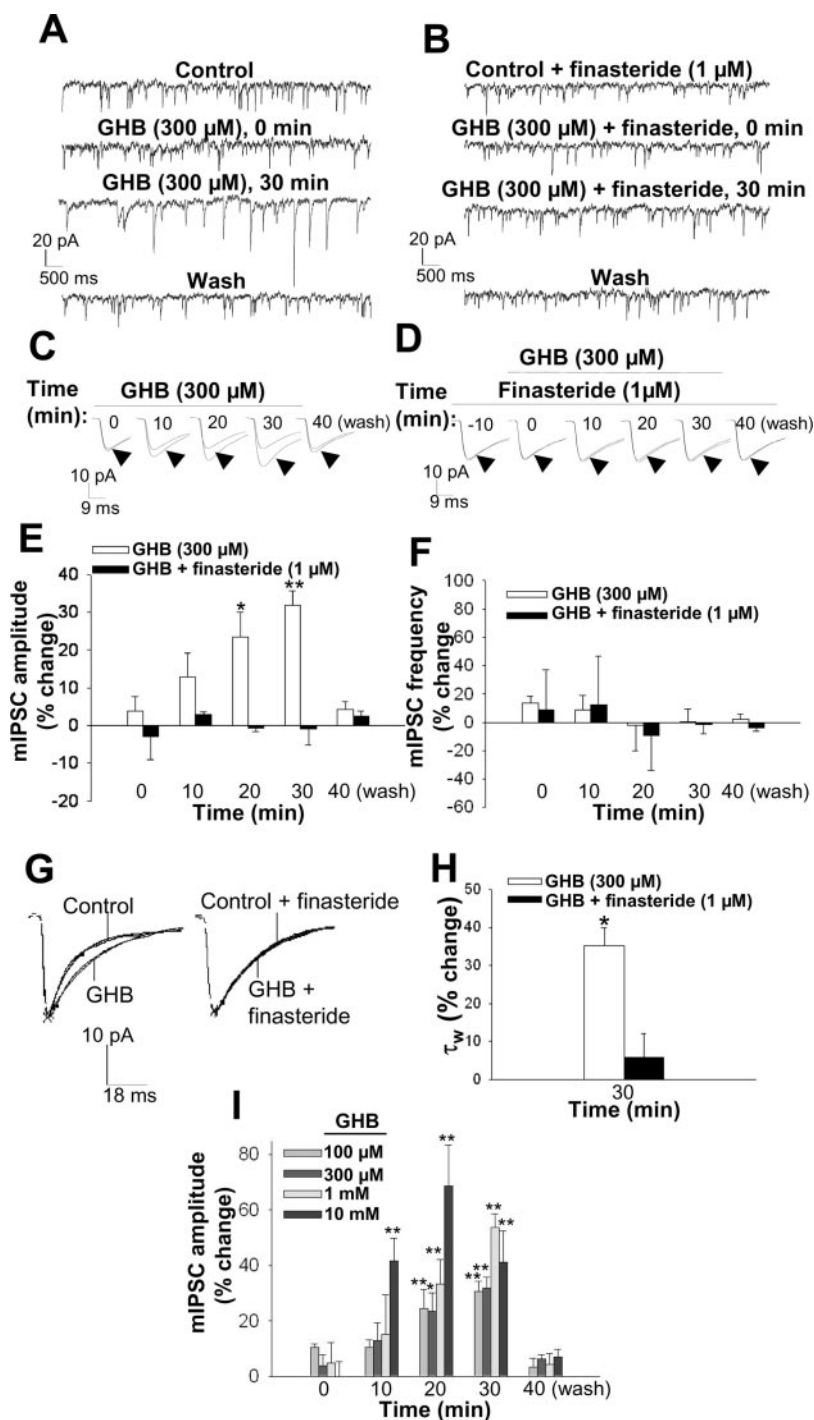 A
Control
GHB (300 µM), 0 min
GHB (300 µM), 30 min
20 pA
500 ms
Wash
B
Control + finasteride (1 µM)
GHB (300 µM) + finasteride, 0 min
GHB (300 µM) + finasteride, 30 min
20 pA
500 ms
Wash
C
Time (min):
GHB (300 µM)
0 10 20 30 40 (wash)
10 pA
9 ms
D
GHB (300 µM)
Time (min):
Finasteride (1µM)
-10 0 10 20 30 40 (wash)
10 pA
9 ms
E
GHB (300 µM)
GHB + finasteride (1 µM)
mIPSC amplitude
(% change)
40
30
20
10
0
-10
-20
*
**
0 10 20 30 40 (wash)
Time (min)
F
GHB (300 µM)
GHB + finasteride (1 µM)
mIPSC frequency
(% change)
100
80
60
40
20
0
-20
-40
-60
0 10 20 30 40 (wash)
Time (min)
G
Control
GHB
10 pA
18 ms
Control + finasteride
GHB +
finasteride
H
GHB (300 µM)
GHB + finasteride (1 µM)
τw (% change)
50
40
30
20
10
0
*
30
Time (min)
I
GHB
100 µM
300 µM
1 mM
10 mM
mIPSC amplitude
(% change)
80
60
40
20
0
**
** * ** **
** ** ** **
0 10 20 30 40 (wash)
Time (min)